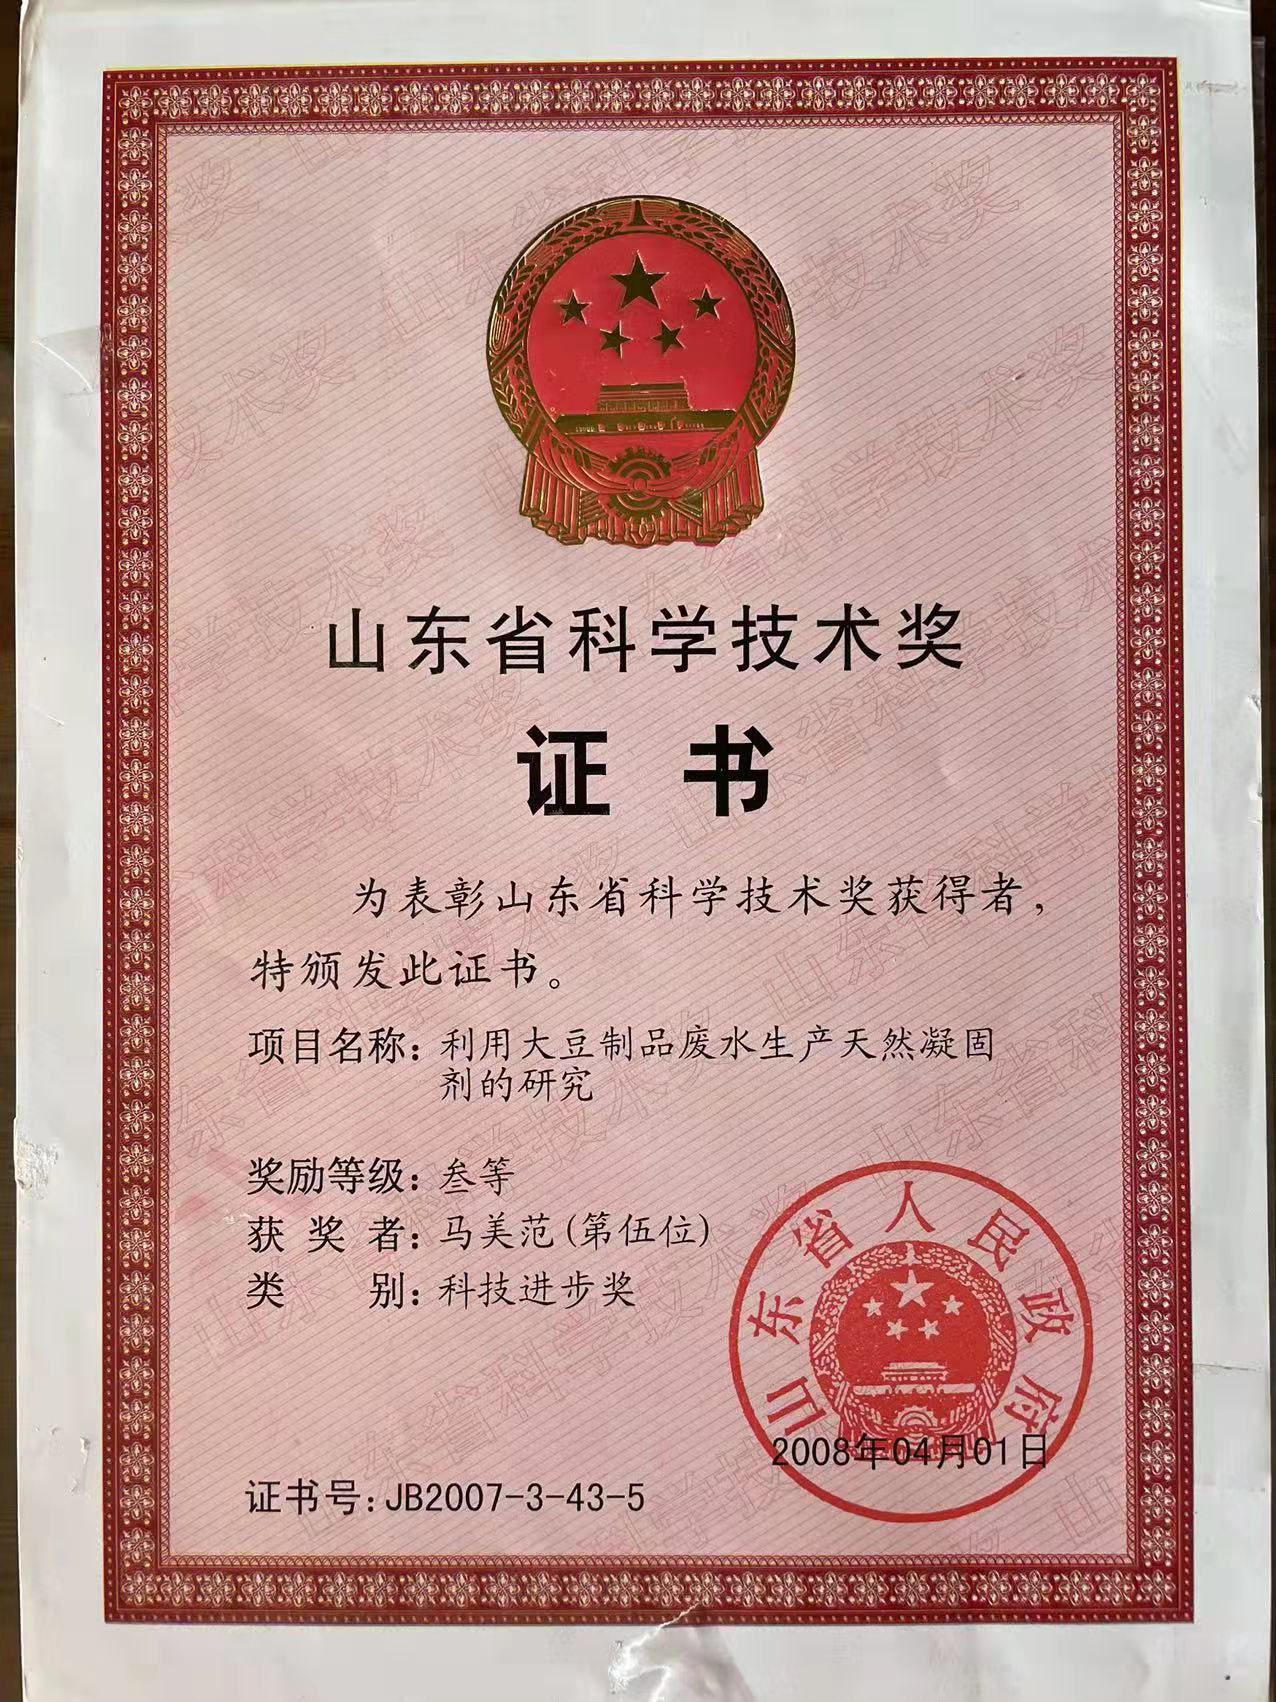 山东省科学技术奖
证书
为表彰山东省科学技术奖获得者，
特颁发此证书。
项目名称：利用大豆制品废水生产天然凝固
剂的研究
奖励等级：叁等
获奖者：马美范(第伍位)
类别：科技进步奖
山东省人民政府
2008年04月01日
证书号：JB2007-3-43-5